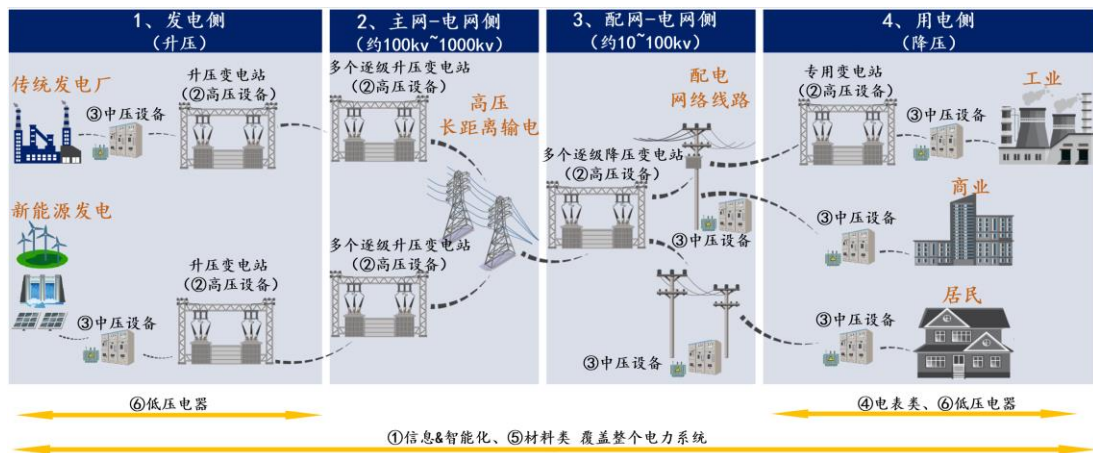 1、发电侧
（升压）
2、主网-电网侧
（约100kv~1000kv）
3、配网-电网侧
（约10~100kv）
4、用电侧
（降压）
传统发电厂
③中压设备
升压变电站
（②高压设备）
新能源发电
③中压设备
升压变电站
（②高压设备）
多个逐级升压变电站
（②高压设备）
高压
长距离输电
多个逐级升压变电站
（②高压设备）
配电
网络线路
多个逐级降压变电站
（②高压设备）
③中压设备
③中压设备
专用变电站
（②高压设备）
③中压设备
工业
商业
③中压设备
居民
③中压设备
⑥低压电器
④电表类、⑥低压电器
①信息&智能化、⑤材料类 覆盖整个电力系统